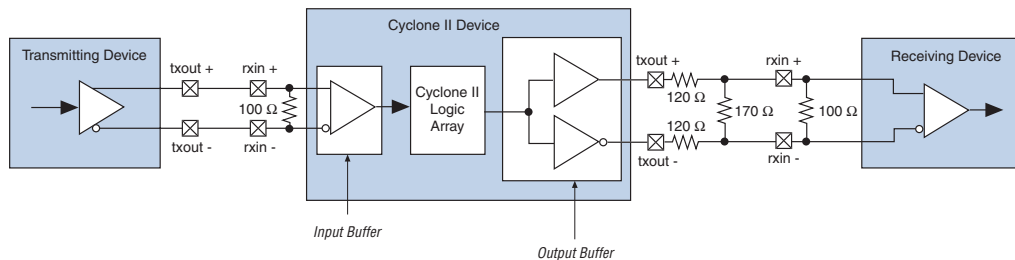 Cyclone II Device
Transmitting Device
txout +
rxin +
100 Ω
txout -
rxin -
Cyclone II
Logic
Array
txout +
120 Ω
120 Ω
txout -
170 Ω
rxin +
100 Ω
rxin -
Receiving Device
Input Buffer
Output Buffer